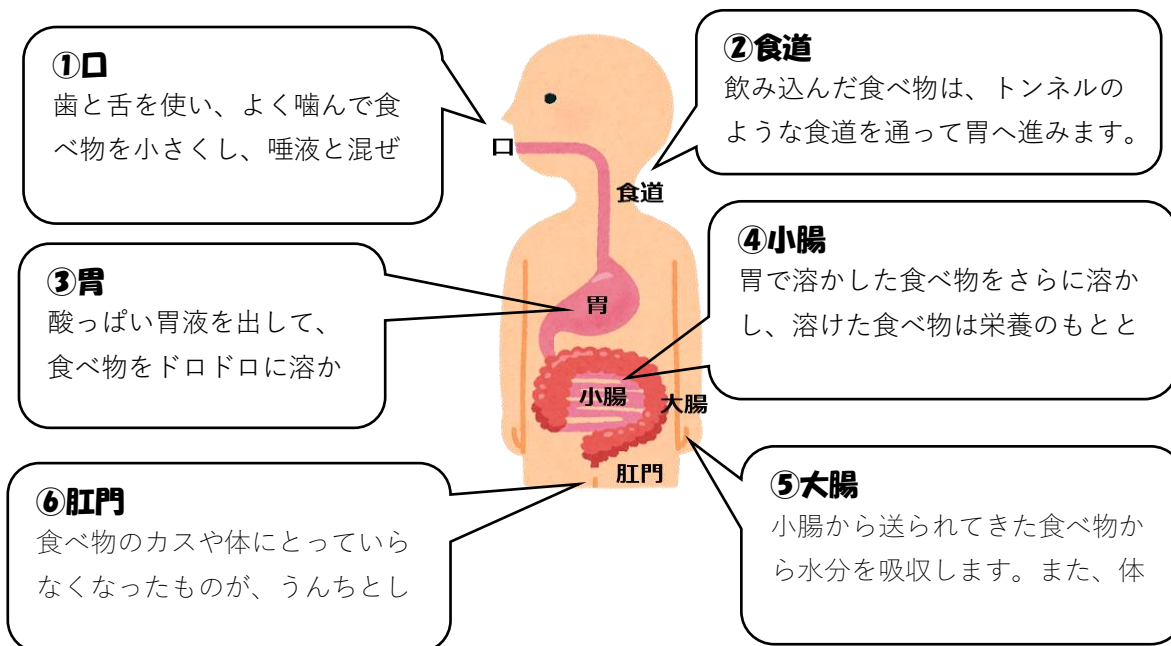 ①口
歯と舌を使い、よく噛んで食
べ物を小さくし、唾液と混ぜ
②食道
飲み込んだ食べ物は、トンネルの
ような食道を通って胃へ進みます。
③胃
酸っぱい胃液を出して、
食べ物をドロドロに溶か
④小腸
胃で溶かした食べ物をさらに溶か
し、溶けた食べ物は栄養のもとと
⑤大腸
小腸から送られてきた食べ物か
ら水分を吸収します。また、体
⑥肛門
食べ物のカスや体にとっていら
なくなったものが、うんちとし
口
食道
胃
小腸
大腸
肛門